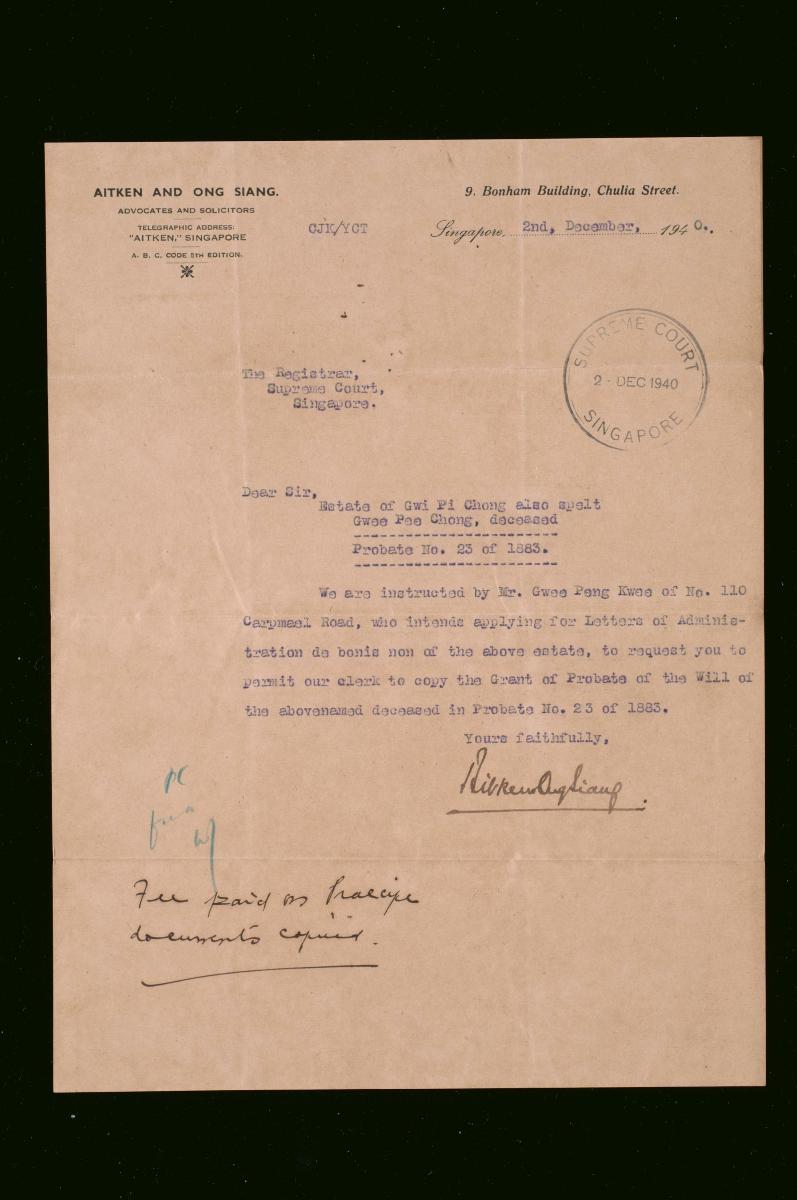 AITKEN AND ONG SIANG.
ADVOCATES AND SOLICITORS
TELEGRAPHIC ADDRESS:
"AITKEN," SINGAPORE
A. B. C. CODE 5TH EDITION.
CJK/YCT
9. Bonham Building, Chulia Street.
Singapore, 2nd, December, 1940.
SUPREME COURT
2 - DEC 1940
SINGAPORE
The Registrar,
Supreme Court,
Singapore.
Dear Sir,
Estate of Gwi Pi Chong also spelt
Gwee Pee Chong, deceased
Probate No. 23 of 1883.
We are instructed by Mr. Gwee Peng Kwee of No. 110
Carpmael Road, who intends applying for Letters of Adminis-
tration de bonis non of the above estate, to request you to
permit our clerk to copy the Grant of Probate of the Will of
the abovenamed deceased in Probate No. 23 of 1883.
Yours faithfully,
Aitken Ong Siang
Fee paid on Praecipe
documents copied.